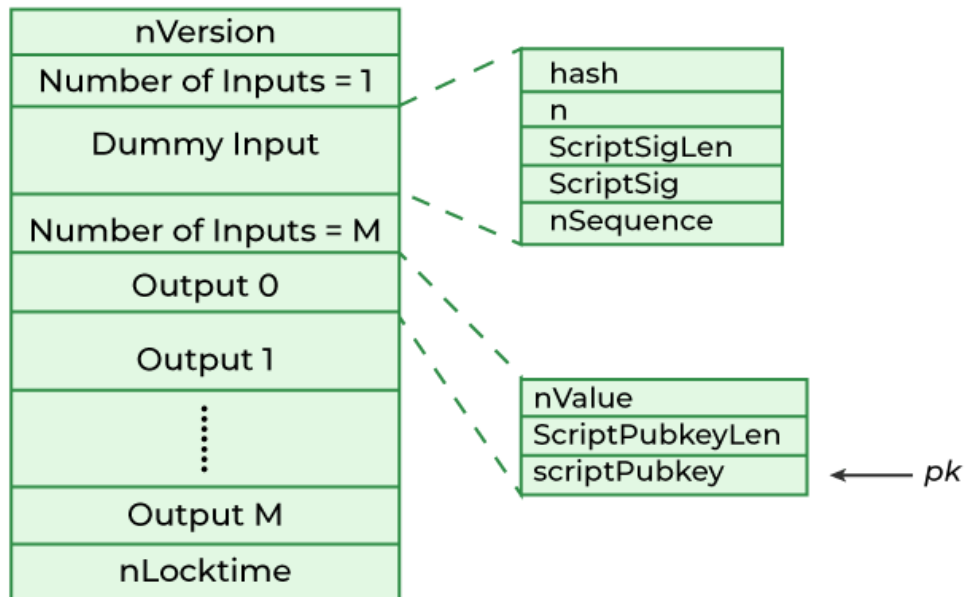 nVersion
Number of Inputs = 1
Dummy Input
Number of Inputs = M
Output 0
Output 1
Output M
nLocktime
hash
n
ScriptSigLen
ScriptSig
nSequence
nValue
ScriptPubkeyLen
scriptPubkey
pk